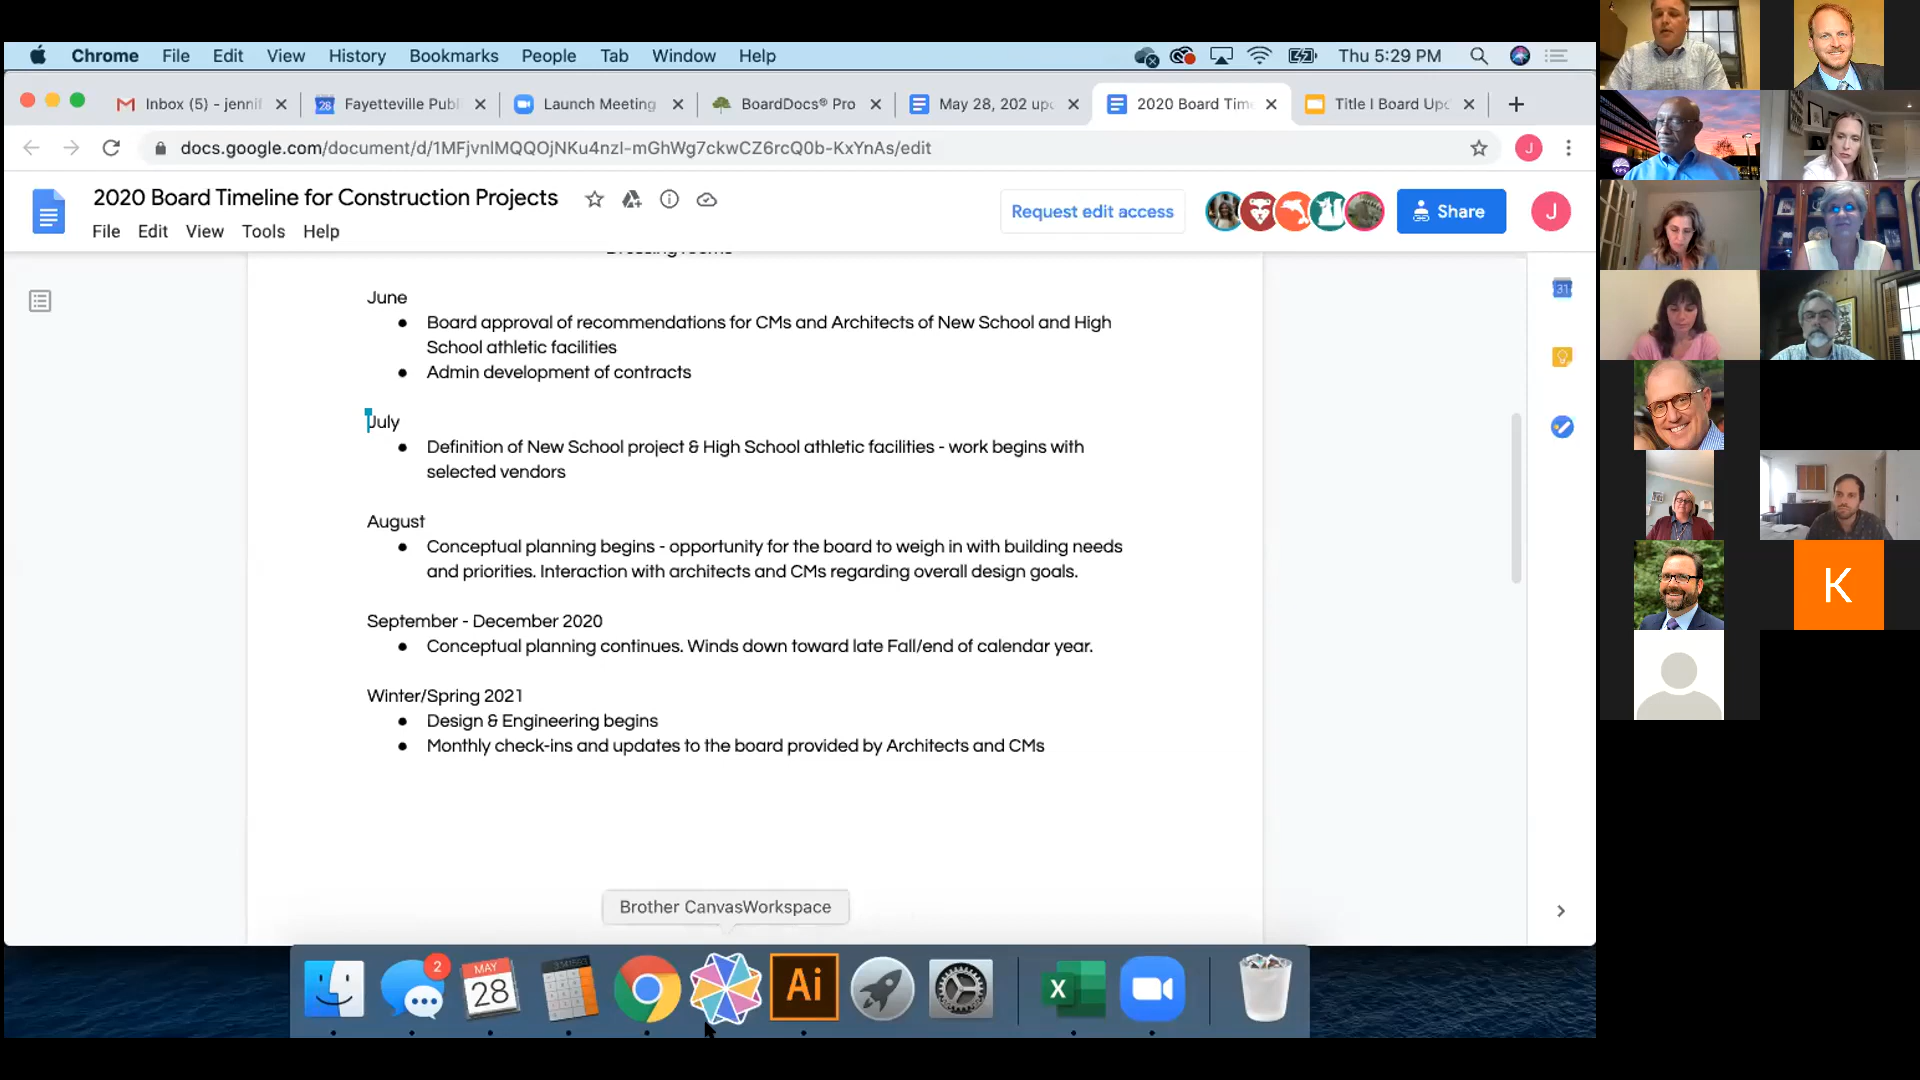 Chrome File Edit View History Bookmarks People Tab Window Help Thu 5:29 PM
Inbox (5) - jennif Fayetteville Publ Launch Meeting BoardDocs® Pro May 28, 202 upd 2020 Board Tim Title I Board Upd
docs.google.com/document/d/1MFjvnlMQQOjNKu4nzl-mGhWg7ckwCZ6rcQ0b-KxYnAs/edit
J
2020 Board Timeline for Construction Projects
File Edit View Tools Help
Request edit access
Share
J
Dressing rooms
June
● Board approval of recommendations for CMs and Architects of New School and High
School athletic facilities
● Admin development of contracts
July
● Definition of New School project & High School athletic facilities - work begins with
selected vendors
August
● Conceptual planning begins - opportunity for the board to weigh in with building needs
and priorities. Interaction with architects and CMs regarding overall design goals.
September - December 2020
● Conceptual planning continues. Winds down toward late Fall/end of calendar year.
Winter/Spring 2021
● Design & Engineering begins
● Monthly check-ins and updates to the board provided by Architects and CMs
31
Brother CanvasWorkspace
2
MAY
28
Ai
X
FPS
K